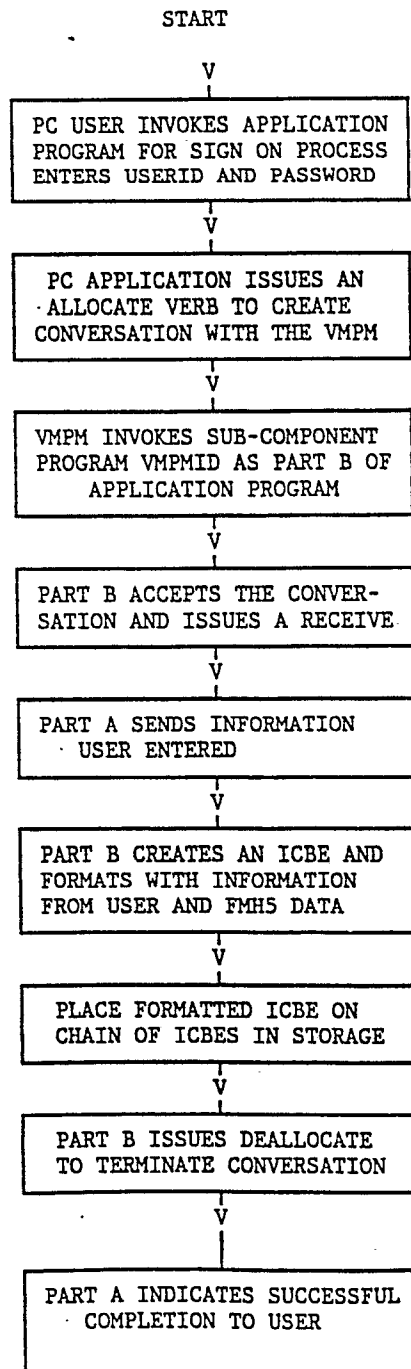 START
V
PC USER INVOKES APPLICATION
PROGRAM FOR SIGN ON PROCESS
ENTERS USERID AND PASSWORD
V
PC APPLICATION ISSUES AN
ALLOCATE VERB TO CREATE
CONVERSATION WITH THE VMPM
V
VMPM INVOKES SUB-COMPONENT
PROGRAM VMPMID AS PART B OF
APPLICATION PROGRAM
V
PART B ACCEPTS THE CONVER-
SATION AND ISSUES A RECEIVE
V
PART A SENDS INFORMATION
USER ENTERED
V
PART B CREATES AN ICBE AND
FORMATS WITH INFORMATION
FROM USER AND FMH5 DATA
V
PLACE FORMATTED ICBE ON
CHAIN OF ICBES IN STORAGE
V
PART B ISSUES DEALLOCATE
TO TERMINATE CONVERSATION
V
PART A INDICATES SUCCESSFUL
COMPLETION TO USER